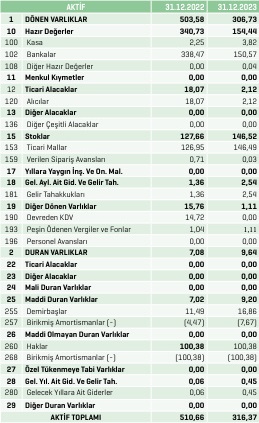 AKTİF 31.12.2022 31.12.2023
1 DÖNEN VARLIKLAR 503,58 306,73
10 Hazır Değerler 340,73 154,44
100 Kasa 2,25 3,82
102 Bankalar 338,47 150,57
108 Diğer Hazır Değerler 0,00 0,04
11 Menkul Kıymetler 0,00 0,00
12 Ticari Alacaklar 18,07 2,12
120 Alıcılar 18,07 2,12
13 Diğer Alacaklar 0,00 0,00
136 Diğer Çeşitli Alacaklar 0,00 0,00
15 Stoklar 127,66 146,52
153 Ticari Mallar 126,95 146,49
159 Verilen Sipariş Avansları 0,71 0,03
17 Yıllara Yaygın İnş. Ve On. Mal. 0,00 0,00
18 Gel. Ayl. Ait Gid. Ve Gelir Tah. 1,36 2,54
181 Gelir Tahakkukları 1,36 2,54
19 Diğer Dönen Varlıklar 15,76 1,11
190 Devreden KDV 14,72 0,00
193 Peşin Ödenen Vergiler ve Fonlar 1,04 1,11
196 Personel Avansları 0,00 0,00
2 DURAN VARLIKLAR 7,08 9,64
22 Ticari Alacaklar 0,00 0,00
23 Diğer Alacaklar 0,00 0,00
24 Mali Duran Varlıklar 0,00 0,00
25 Maddi Duran Varlıklar 7,02 9,20
255 Demirbaşlar 11,49 16,86
257 Birikmiş Amortismanlar (-) (4,47) (7,67)
26 Maddi Olmayan Duran Varlıklar 0,00 0,00
260 Haklar 100,38 100,38
268 Birikmiş Amortismanlar (-) (100,38) (100,38)
27 Özel Tükenmeye Tabi Varlıklar 0,00 0,00
28 Gel. Yıl. Ait Gid. Ve Gelir Tah. 0,06 0,45
280 Gelecek Yıllara Ait Giderler 0,06 0,45
29 Diğer Duran Varlıklar 0,00 0,00
AKTİF TOPLAMI 510,66 316,37